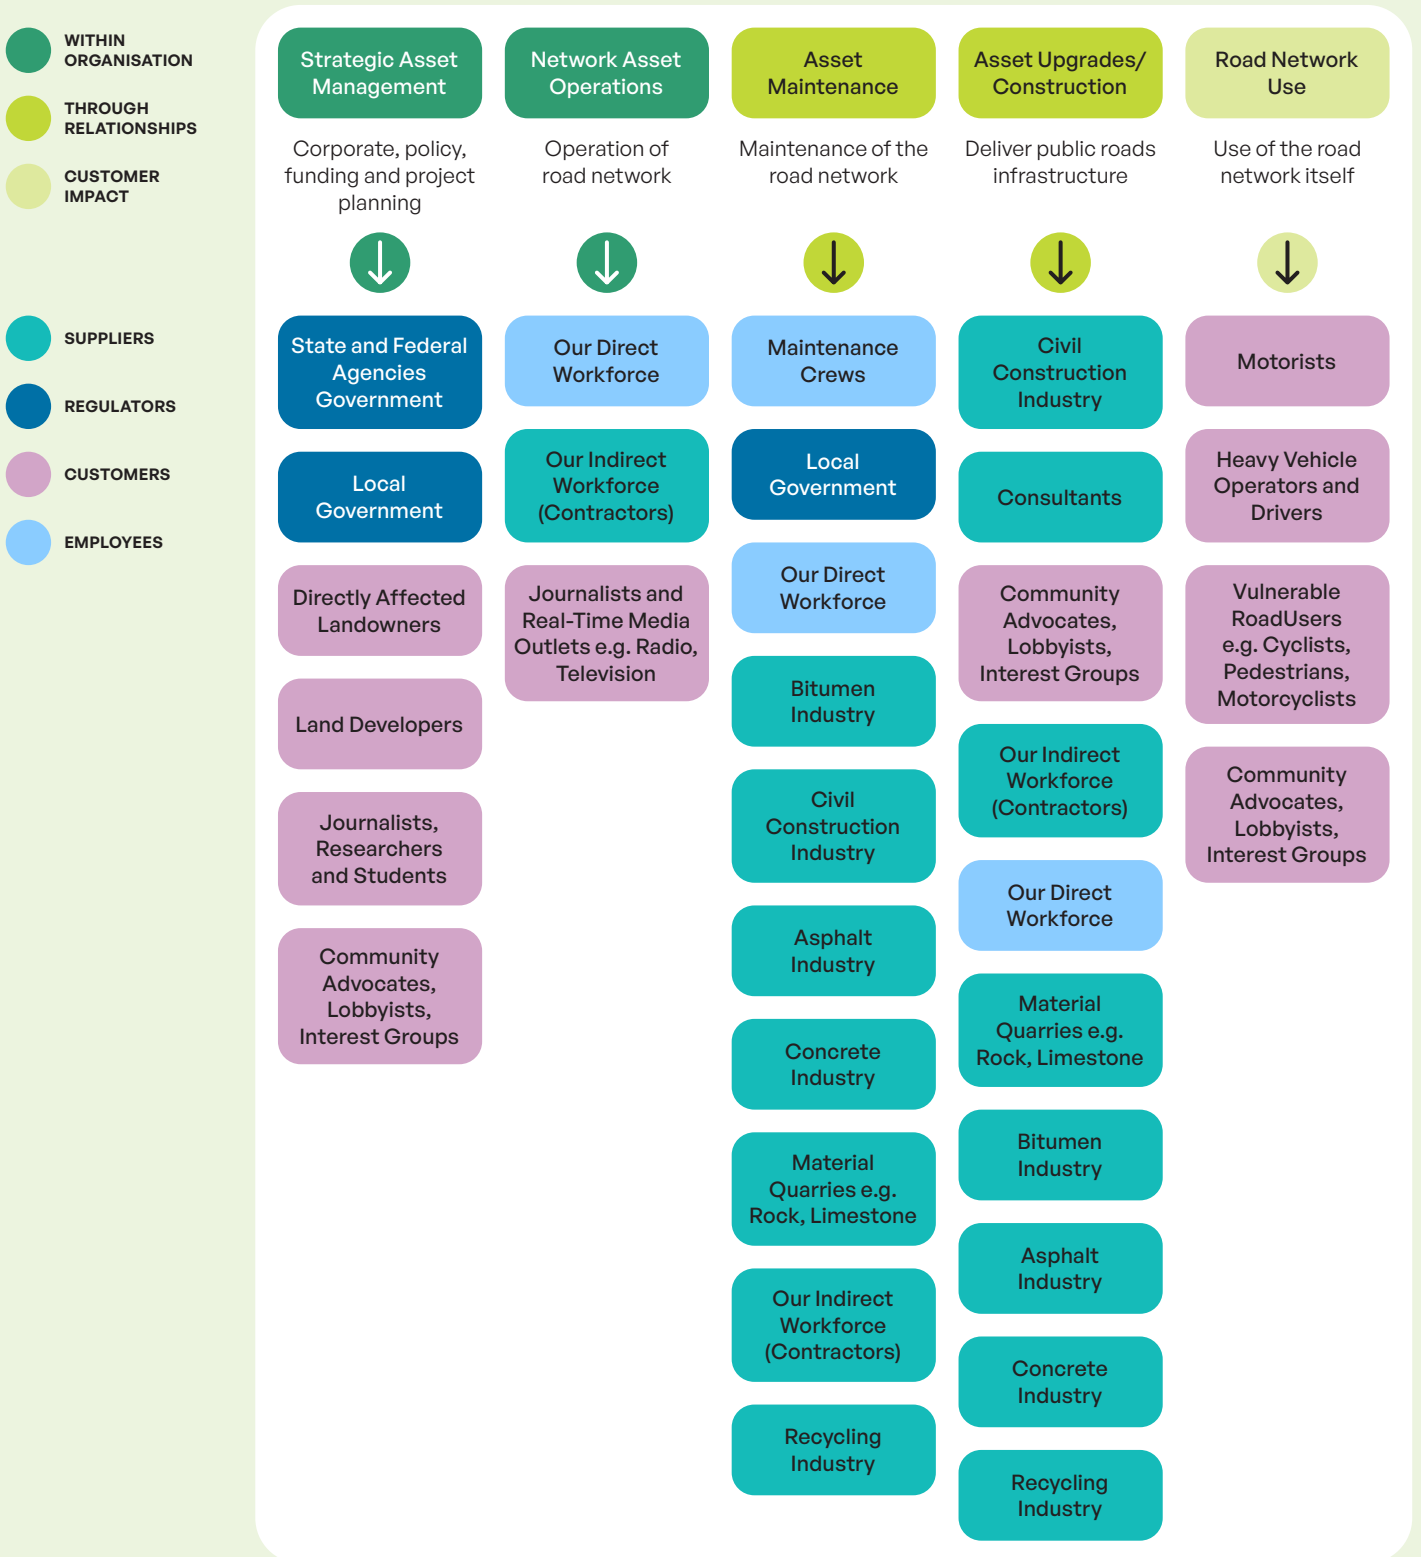 WITHIN
ORGANISATION
THROUGH
RELATIONSHIPS
CUSTOMER
IMPACT
SUPPLIERS
REGULATORS
CUSTOMERS
EMPLOYEES
Strategic Asset
Management
Corporate, policy,
funding and project
planning
State and Federal
Agencies
Government
Local
Government
Directly Affected
Landowners
Land Developers
Journalists,
Researchers
and Students
Community
Advocates,
Lobbyists,
Interest Groups
Network Asset
Operations
Operation of
road network
Our Direct
Workforce
Our Indirect
Workforce
(Contractors)
Journalists and
Real-Time Media
Outlets e.g. Radio,
Television
Asset
Maintenance
Maintenance of the
road network
Maintenance
Crews
Local
Government
Our Direct
Workforce
Bitumen
Industry
Civil
Construction
Industry
Asphalt
Industry
Concrete
Industry
Material
Quarries e.g.
Rock, Limestone
Our Indirect
Workforce
(Contractors)
Recycling
Industry
Asset Upgrades/
Construction
Deliver public roads
infrastructure
Civil
Construction
Industry
Consultants
Community
Advocates,
Lobbyists,
Interest Groups
Our Indirect
Workforce
(Contractors)
Our Direct
Workforce
Material
Quarries e.g.
Rock, Limestone
Bitumen
Industry
Asphalt
Industry
Concrete
Industry
Recycling
Industry
Road Network
Use
Use of the road
network itself
Motorists
Heavy Vehicle
Operators and
Drivers
Vulnerable
RoadUsers
e.g. Cyclists,
Pedestrians,
Motorcyclists
Community
Advocates,
Lobbyists,
Interest Groups